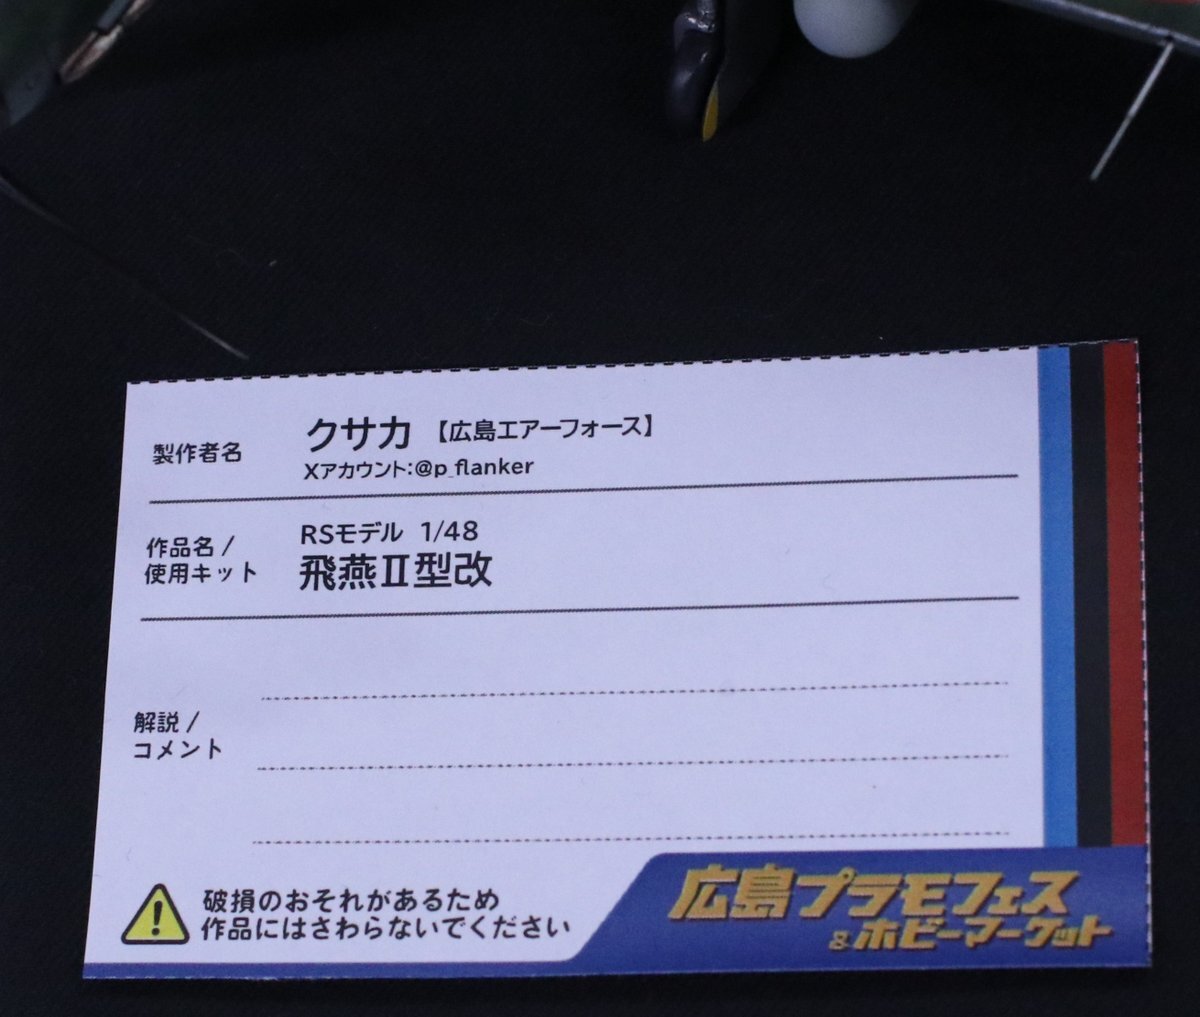 製作者名
クサカ【広島エアーフォース】
Xアカウント:@p_flanker
作品名/
使用キット
RSモデル 1/48
飛燕Ⅱ型改
解説/
コメント
破損のおそれがあるため
作品にはさわらないでください
広島プラモフェス
&ホビーマーケット